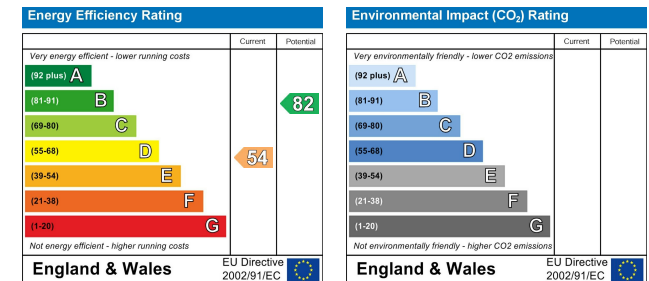 Energy Efficiency Rating
Current Potential
Very energy efficient - lower running costs
(92 plus) A
(81-91) B
82
(69-80) C
(55-68) D
54
(39-54) E
(21-38) F
(1-20) G
Not energy efficient - higher running costs
England & Wales
EU Directive
2002/91/EC
Environmental Impact (CO₂) Rating
Current Potential
Very environmentally friendly - lower CO2 emissions
(92 plus) A
(81-91) B
(69-80) C
(55-68) D
(39-54) E
(21-38) F
(1-20) G
Not environmentally friendly - higher CO2 emissions
England & Wales
EU Directive
2002/91/EC